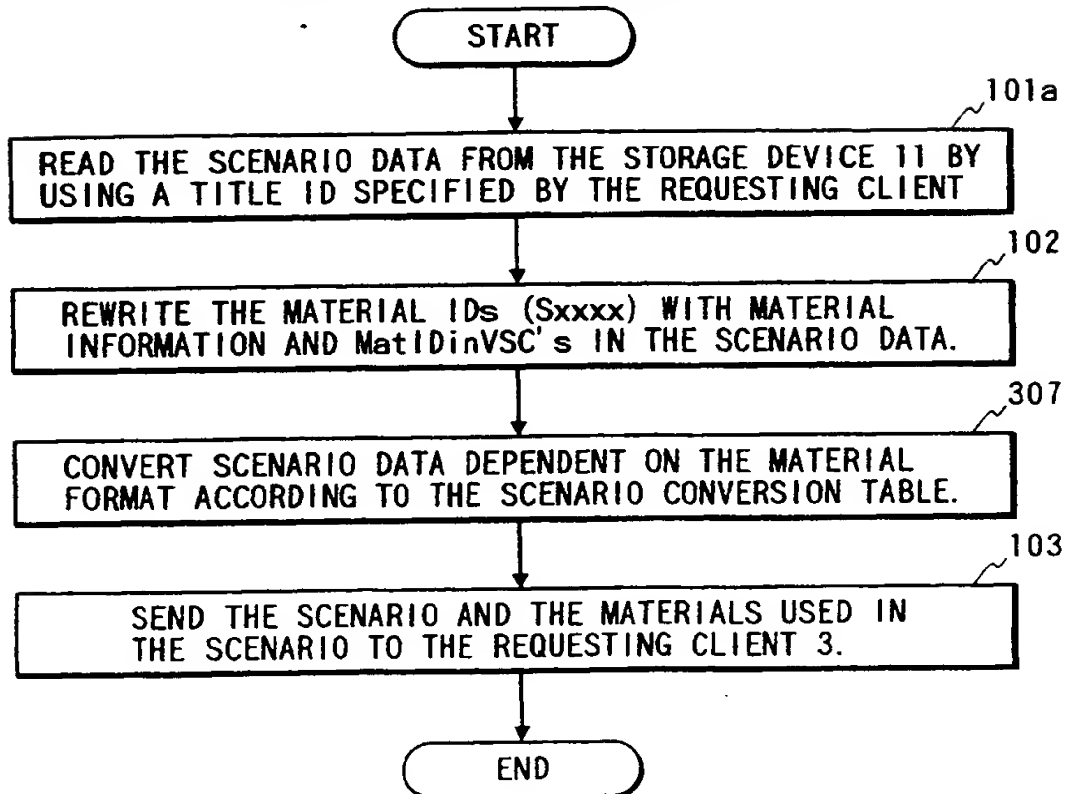 START
101a
READ THE SCENARIO DATA FROM THE STORAGE DEVICE 11 BY
USING A TITLE ID SPECIFIED BY THE REQUESTING CLIENT
102
REWRITE THE MATERIAL IDs (Sxxxx) WITH MATERIAL
INFORMATION AND MatIDinVSC's IN THE SCENARIO DATA.
307
CONVERT SCENARIO DATA DEPENDENT ON THE MATERIAL
FORMAT ACCORDING TO THE SCENARIO CONVERSION TABLE.
103
SEND THE SCENARIO AND THE MATERIALS USED IN
THE SCENARIO TO THE REQUESTING CLIENT 3.
END